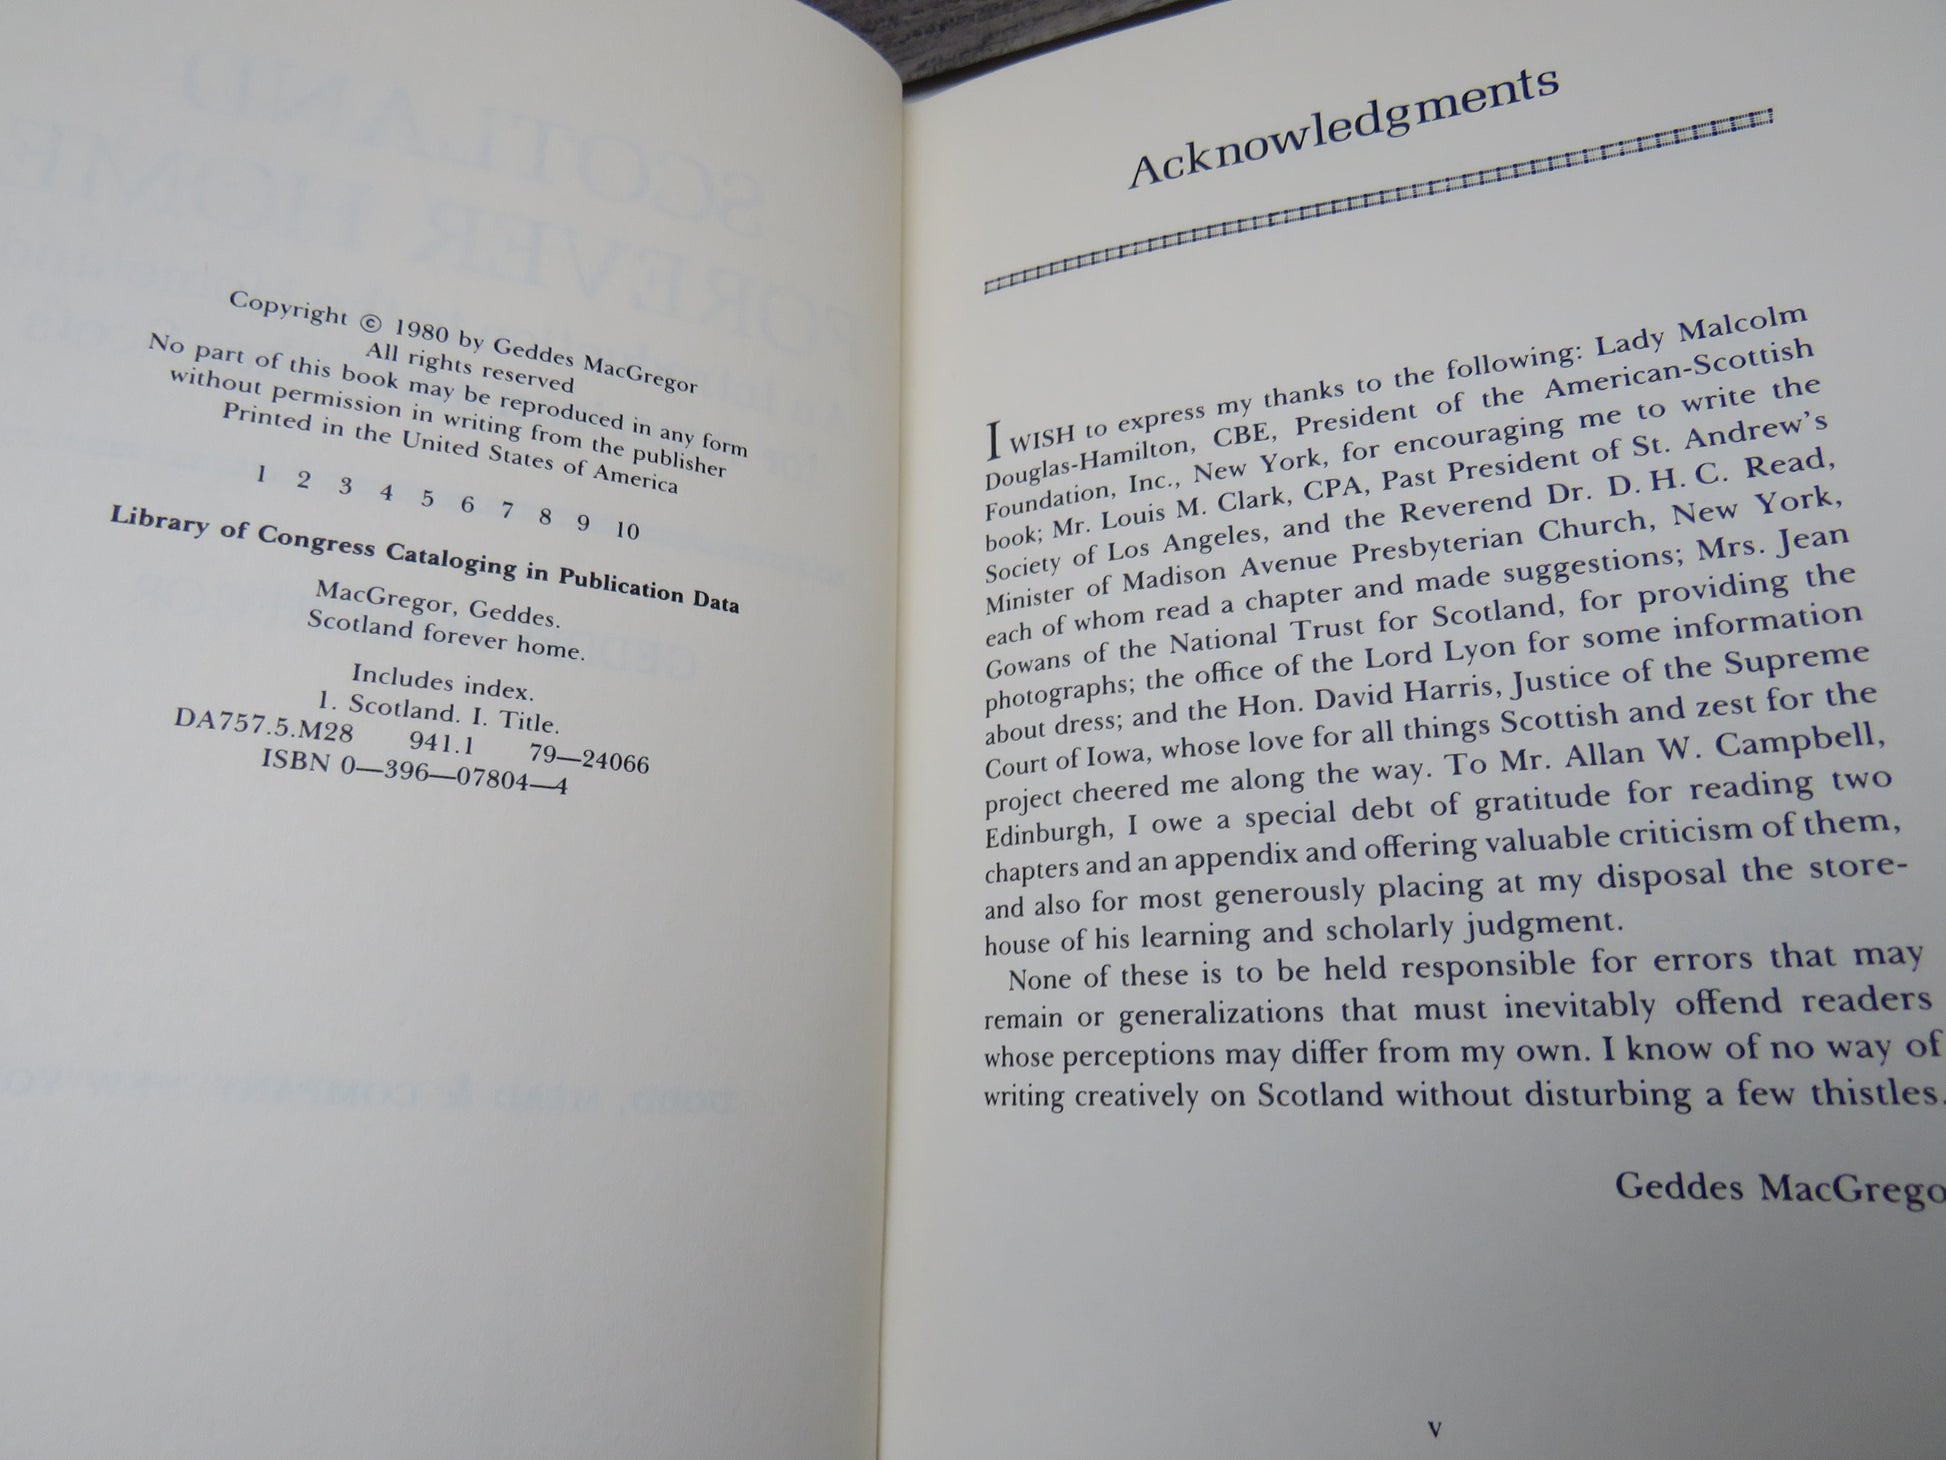 Copyright © 1980 by Geddes MacGregor
All rights reserved
No part of this book may be reproduced in any form
without permission in writing from the publisher
Printed in the United States of America
1 2 3 4 5 6 7 8 9 10
Library of Congress Cataloging in Publication Data
MacGregor, Geddes.
Scotland forever home.
Includes index.
1. Scotland. I. Title.
DA757.5.M28 941.1 79—24066
ISBN 0—396—07804—4
Acknowledgments
I WISH to express my thanks to the following: Lady Malcolm
Douglas-Hamilton, CBE, President of the American-Scottish
Foundation, Inc., New York, for encouraging me to write the
book; Mr. Louis M. Clark, CPA, Past President of St. Andrew's
Society of Los Angeles, and the Reverend Dr. D. H. C. Read,
Minister of Madison Avenue Presbyterian Church, New York,
each of whom read a chapter and made suggestions; Mrs. Jean
Gowans of the National Trust for Scotland, for providing the
photographs; the office of the Lord Lyon for some information
about dress; and the Hon. David Harris, Justice of the Supreme
Court of Iowa, whose love for all things Scottish and zest for the
project cheered me along the way. To Mr. Allan W. Campbell,
Edinburgh, I owe a special debt of gratitude for reading two
chapters and an appendix and offering valuable criticism of them,
and also for most generously placing at my disposal the store-
house of his learning and scholarly judgment.
None of these is to be held responsible for errors that may
remain or generalizations that must inevitably offend readers
whose perceptions may differ from my own. I know of no way of
writing creatively on Scotland without disturbing a few thistles.
Geddes MacGrego
v